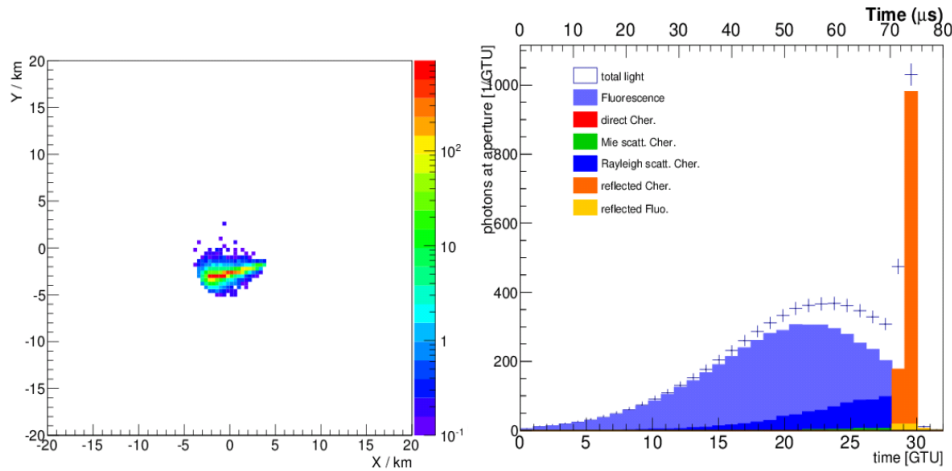 Y / km
20
15
10
5
0
-5
-10
-15
-20
-20 -15 -10 -5 0 5 10 15 20
X / km
10²
10
1
10⁻¹
Time (μs)
0 10 20 30 40 50 60 70 80
photons at aperture [1/GTU]
1000
800
600
400
200
0
total light
Fluorescence
direct Cher.
Mie scatt. Cher.
Rayleigh scatt. Cher.
reflected Cher.
reflected Fluo.
0 5 10 15 20 25 30
time [GTU]